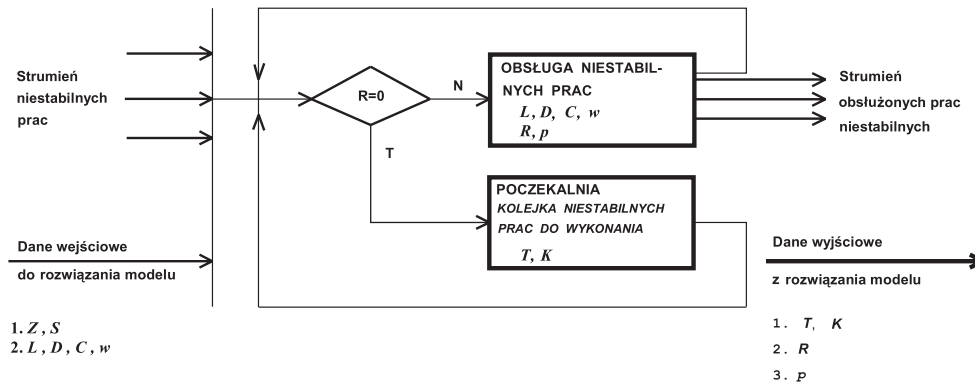 Strumień
niestabilnych
prac
R=0
N
T
OBSŁUGA NIESTABIL-
NYCH PRAC
L, D, C, w
R, p
Strumień
obsłużonych prac
niestabilnych
POCZEKALNIA
KOLEJKA NIESTABILNYCH
PRAC DO WYKONANIA
T, K
Dane wejściowe
do rozwiązania modelu
Dane wyjściowe
z rozwiązania modelu
1. Z, S
2. L, D, C, w
1. T, K
2. R
3. p